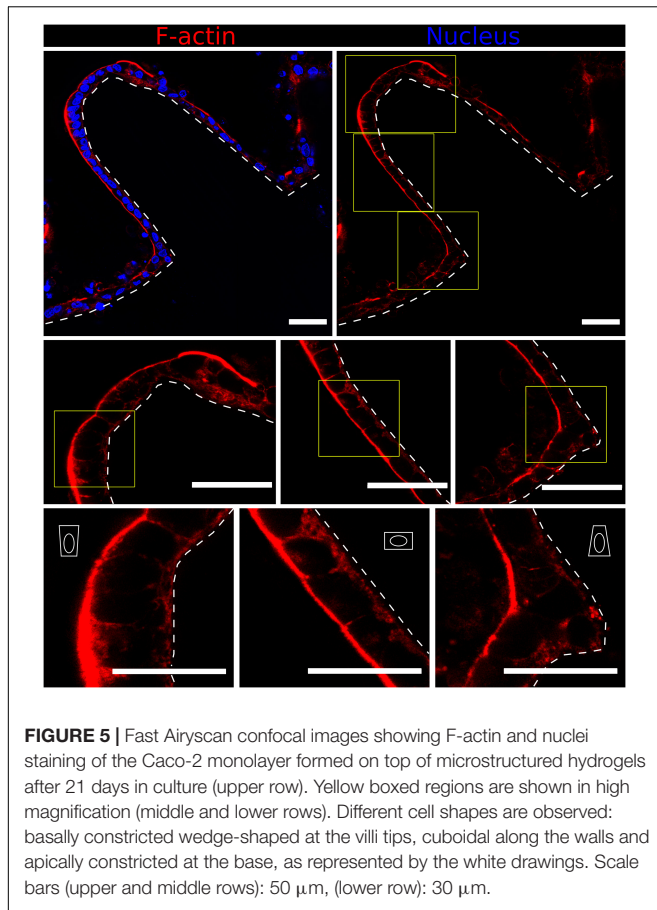 F-actin Nucleus
FIGURE 5 | Fast Airyscan confocal images showing F-actin and nuclei
staining of the Caco-2 monolayer formed on top of microstructured hydrogels
after 21 days in culture (upper row). Yellow boxed regions are shown in high
magnification (middle and lower rows). Different cell shapes are observed:
basally constricted wedge-shaped at the villi tips, cuboidal along the walls and
apically constricted at the base, as represented by the white drawings. Scale
bars (upper and middle rows): 50 μm, (lower row): 30 μm.